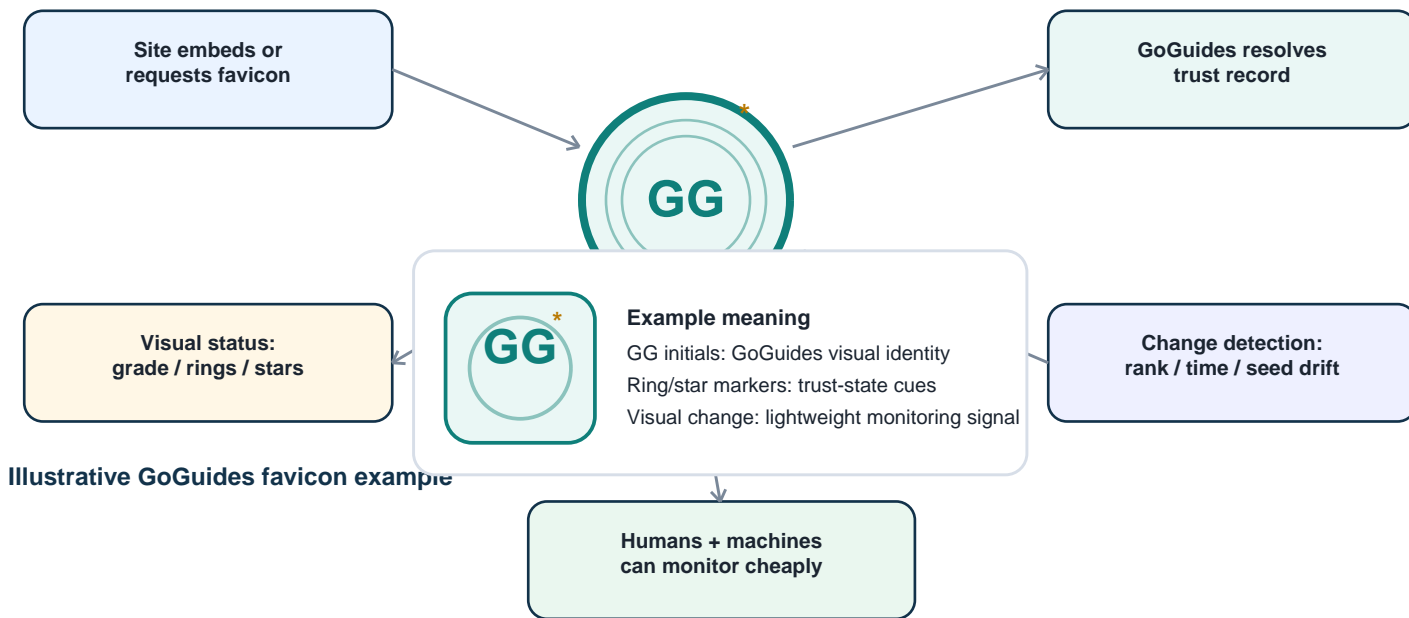 Site embeds or
requests favicon
GoGuides resolves
trust record
*
GG
Visual status:
grade / rings / stars
GG*
Example meaning
GG initials: GoGuides visual identity
Ring/star markers: trust-state cues
Visual change: lightweight monitoring signal
Change detection:
rank / time / seed drift
Illustrative GoGuides favicon example
Humans + machines
can monitor cheaply